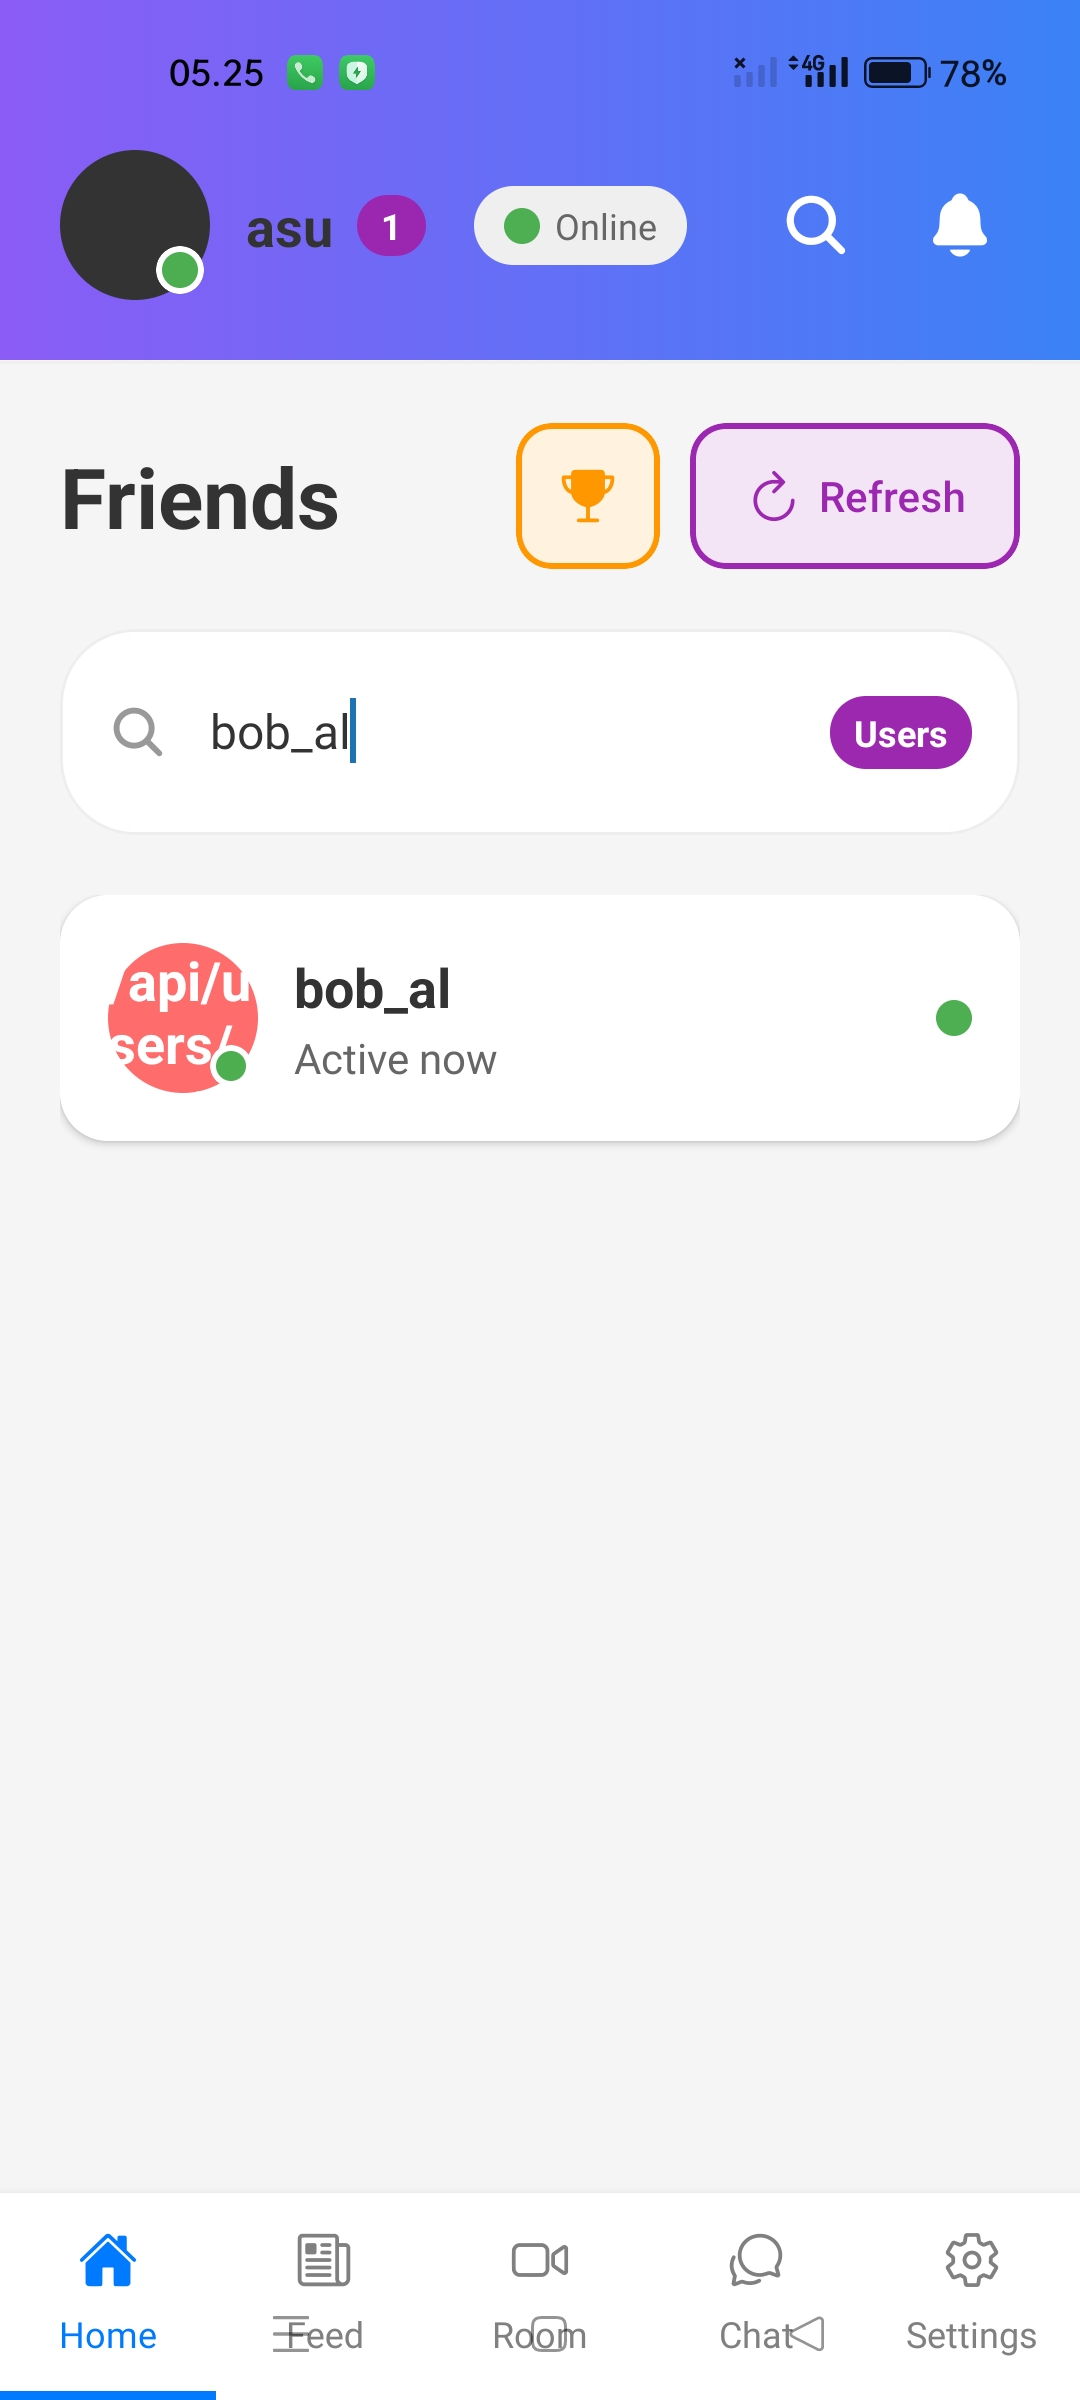 05.25
4G
78%
asu
1
Online
Friends
Refresh
bob_al
Users
/api/u
sers/
bob_al
Active now
Home
Feed
Room
Chat
Settings